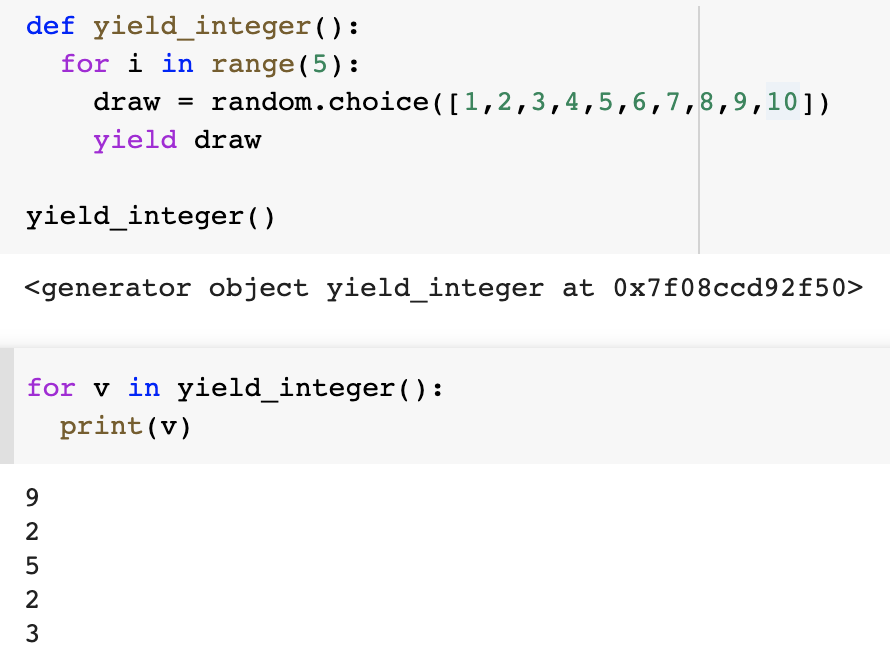 def yield_integer():
  for i in range(5):
    draw = random.choice([1,2,3,4,5,6,7,8,9,10])
    yield draw
yield_integer()
<generator object yield_integer at 0x7f08ccd92f50>
for v in yield_integer():
  print(v)
9
2
5
2
3